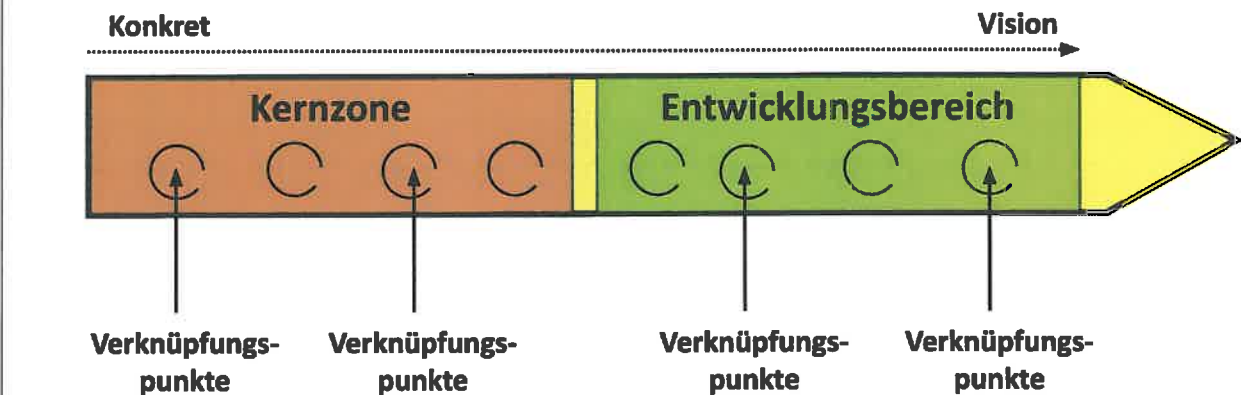 Konkret
Vision
Kernzone
Entwicklungsbereich
Verknüpfungs-
punkte
Verknüpfungs-
punkte
Verknüpfungs-
punkte
Verknüpfungs-
punkte